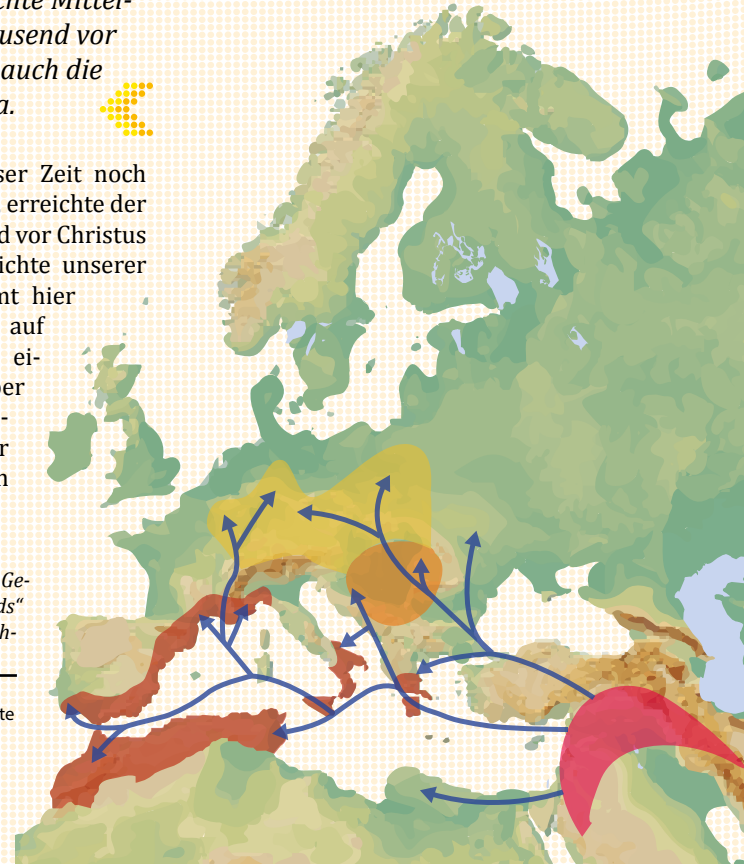 chte Mittel-
usend vor
auch die
a.
ser Zeit noch
erreichte der
d vor Christus
ichte unserer
nt hier
auf
ei-
ber
-
r
n
Ge-
ds“
h-
te